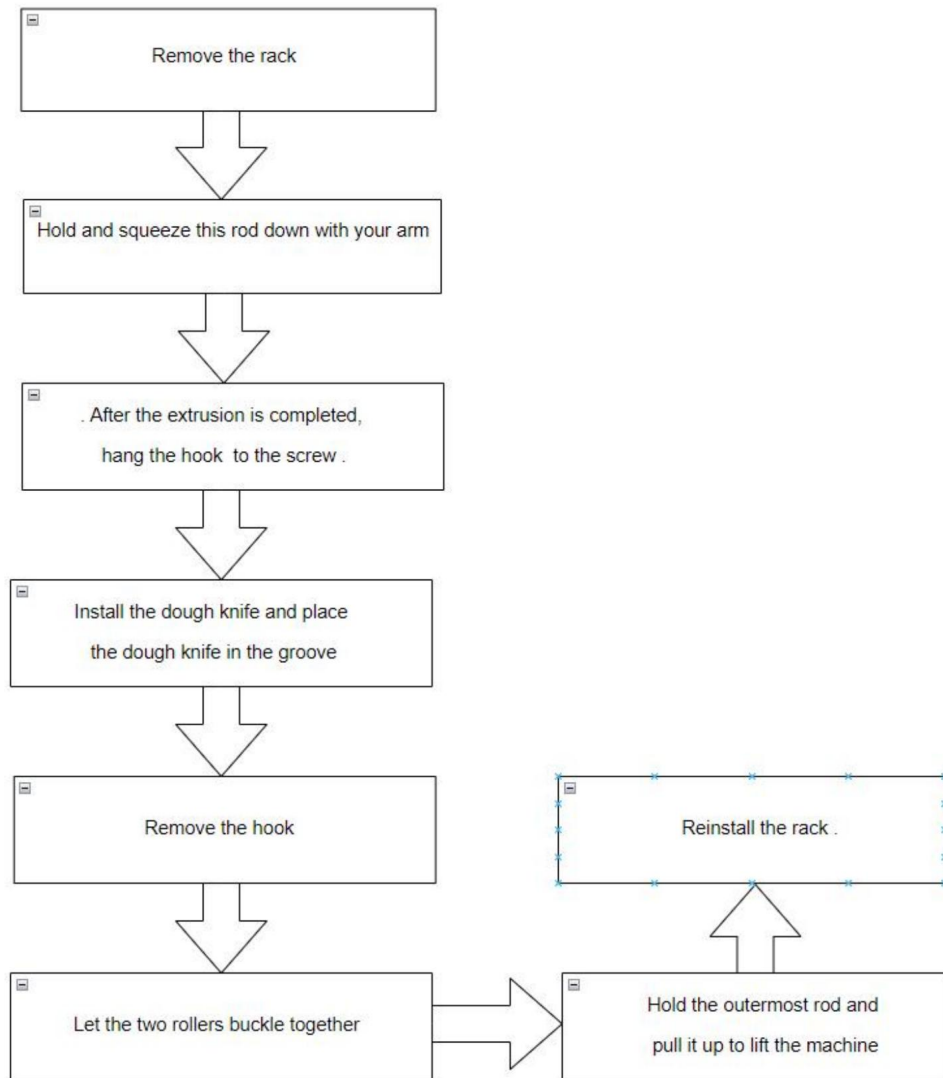 Remove the rack
Hold and squeeze this rod down with your arm
. After the extrusion is completed,
hang the hook to the screw .
Install the dough knife and place
the dough knife in the groove
Remove the hook
Let the two rollers buckle together
Hold the outermost rod and
pull it up to lift the machine
Reinstall the rack .